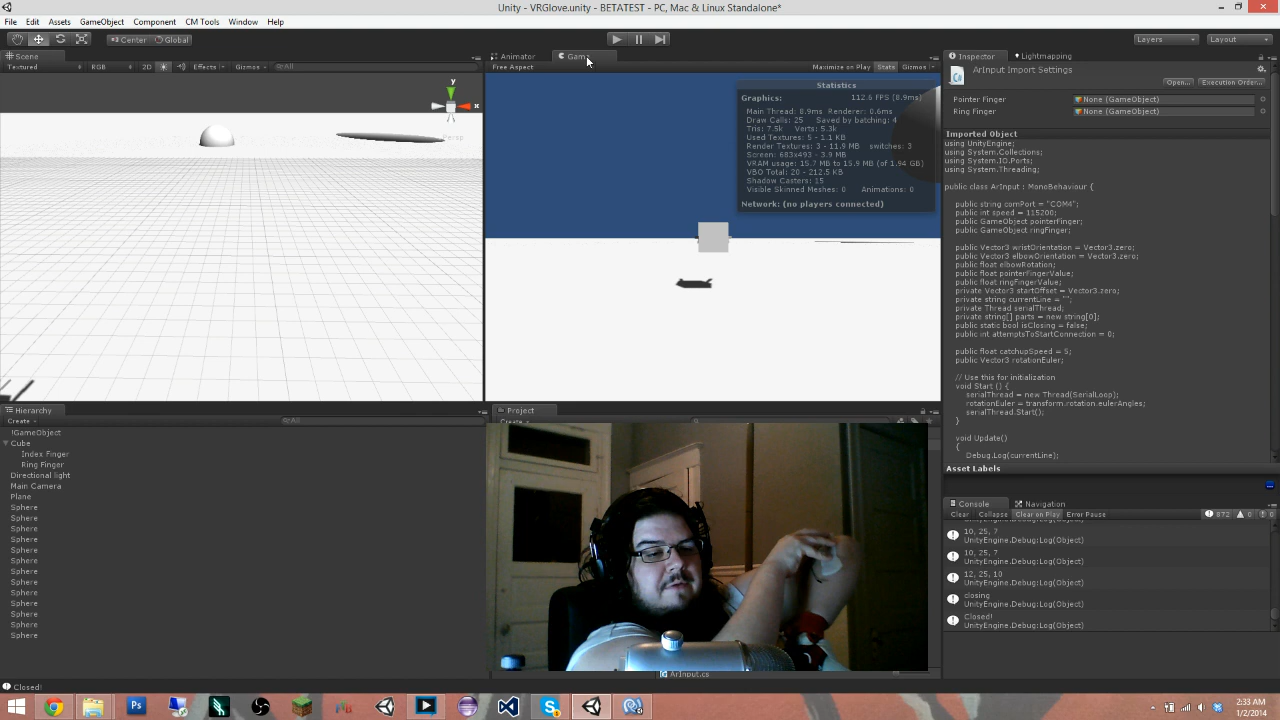 Unity - VRGlove.unity - BETATEST - PC, Mac & Linux Standalone*
File Edit Assets GameObject Component CM Tools Window Help
Center Global
Layers Layout
Scene
Textured RGB 2D Effects Gizmos All
y
x
Persp
Animator Game
Free Aspect Maximize on Play Stats Gizmos
Statistics
Graphics: 112.6 FPS (8.9ms)
Main Thread: 8.9ms Renderer: 0.6ms
Draw Calls: 25 Saved by batching: 4
Tris: 7.5k Verts: 5.3k
Used Textures: 5 - 1.1 KB
Render Textures: 3 - 11.9 MB switches: 3
Screen: 683x493 - 3.9 MB
VRAM usage: 15.7 MB to 15.9 MB (of 1.94 GB)
VBO Total: 20 - 212.5 KB
Shadow Casters: 15
Visible Skinned Meshes: 0 Animations: 0
Network: (no players connected)
Inspector Lightmapping
ArInput Import Settings
Open... Execution Order...
Pointer Finger None (GameObject)
Ring Finger None (GameObject)
Imported Object
using UnityEngine;
using System.Collections;
using System.IO.Ports;
using System.Threading;
public class ArInput : MonoBehaviour {
public string comPort = "COM4";
public int speed = 115200;
public GameObject pointerFinger;
public GameObject ringFinger;
public Vector3 wristOrientation = Vector3.zero;
public Vector3 elbowOrientation = Vector3.zero;
public float elbowRotation;
public float pointerFingerValue;
public float ringFingerValue;
private Vector3 startOffset = Vector3.zero;
private string currentLine = "";
private Thread serialThread;
private string[] parts = new string[0];
public static bool isClosing = false;
public int attemptsToStartConnection = 0;
public float catchupSpeed = 5;
public Vector3 rotationEuler;
// Use this for initialization
void Start () {
serialThread = new Thread(SerialLoop);
rotationEuler = transform.rotation.eulerAngles;
serialThread.Start();
}
void Update()
{
Debug.Log(currentLine);
Asset Labels
Hierarchy
Create All
!GameObject
Cube
Index Finger
Ring Finger
Directional light
Main Camera
Plane
Sphere
Sphere
Sphere
Sphere
Sphere
Sphere
Sphere
Sphere
Sphere
Sphere
Sphere
Sphere
Sphere
Project
Create
ArInput.cs
Console Navigation
Clear Collapse Clear on Play Error Pause 872 0 0
UnityEngine.Debug:Log(Object)
10, 25, 7
UnityEngine.Debug:Log(Object)
10, 25, 7
UnityEngine.Debug:Log(Object)
12, 25, 10
UnityEngine.Debug:Log(Object)
closing
UnityEngine.Debug:Log(Object)
Closed!
UnityEngine.Debug:Log(Object)
Closed!
2:33 AM
1/2/2014